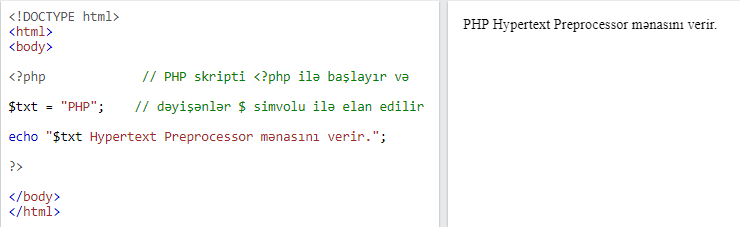 <!DOCTYPE html>
<html>
<body>
<?php // PHP skripti <?php ilə başlayır və
$txt = "PHP"; // dəyişənlər $ simvolu ilə elan edilir
echo "$txt Hypertext Preprocessor mənasını verir.";
?>
</body>
</html>
PHP Hypertext Preprocessor mənasını verir.